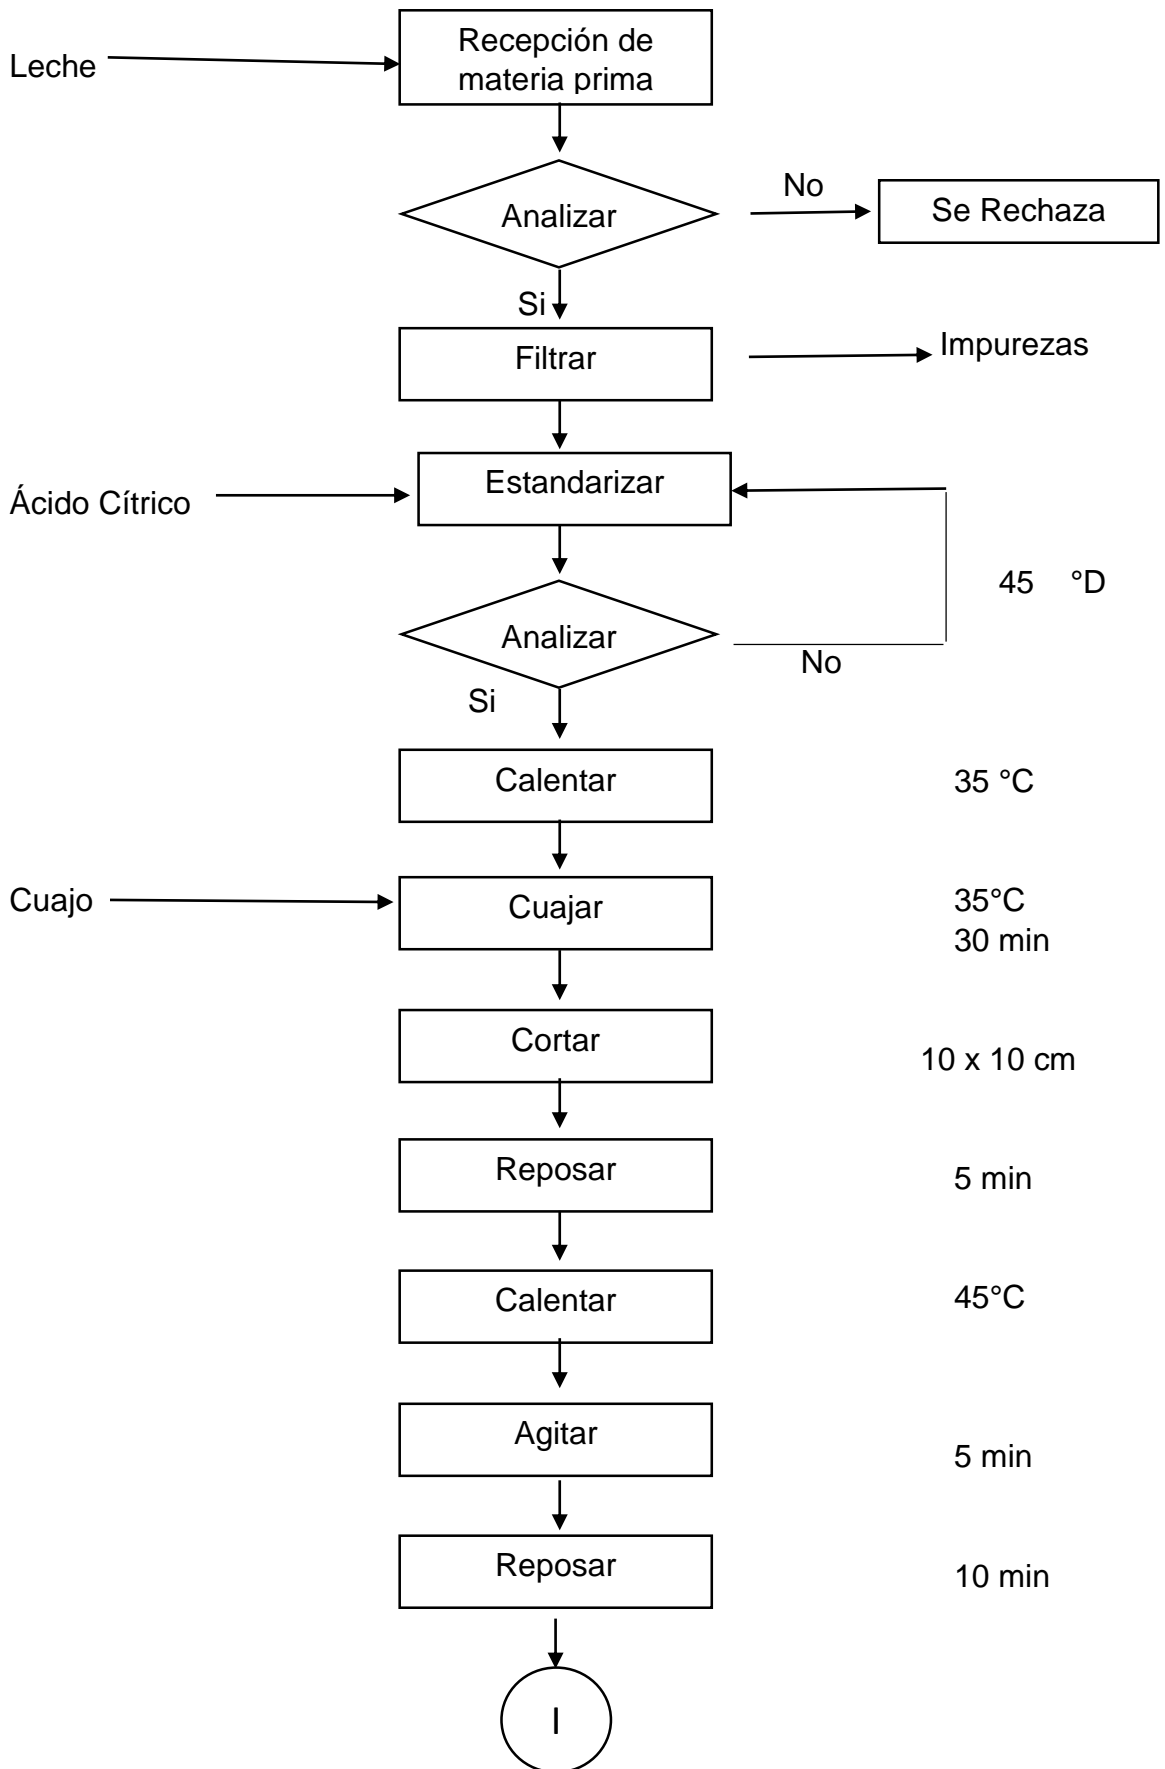 Leche
Recepción de
materia prima
Analizar
No
Se Rechaza
Si
Filtrar
Impurezas
Ácido Cítrico
Estandarizar
45 °D
Analizar
No
Si
Calentar
35 °C
Cuajo
Cuajar
35°C
30 min
Cortar
10 x 10 cm
Reposar
5 min
Calentar
45°C
Agitar
5 min
Reposar
10 min
I